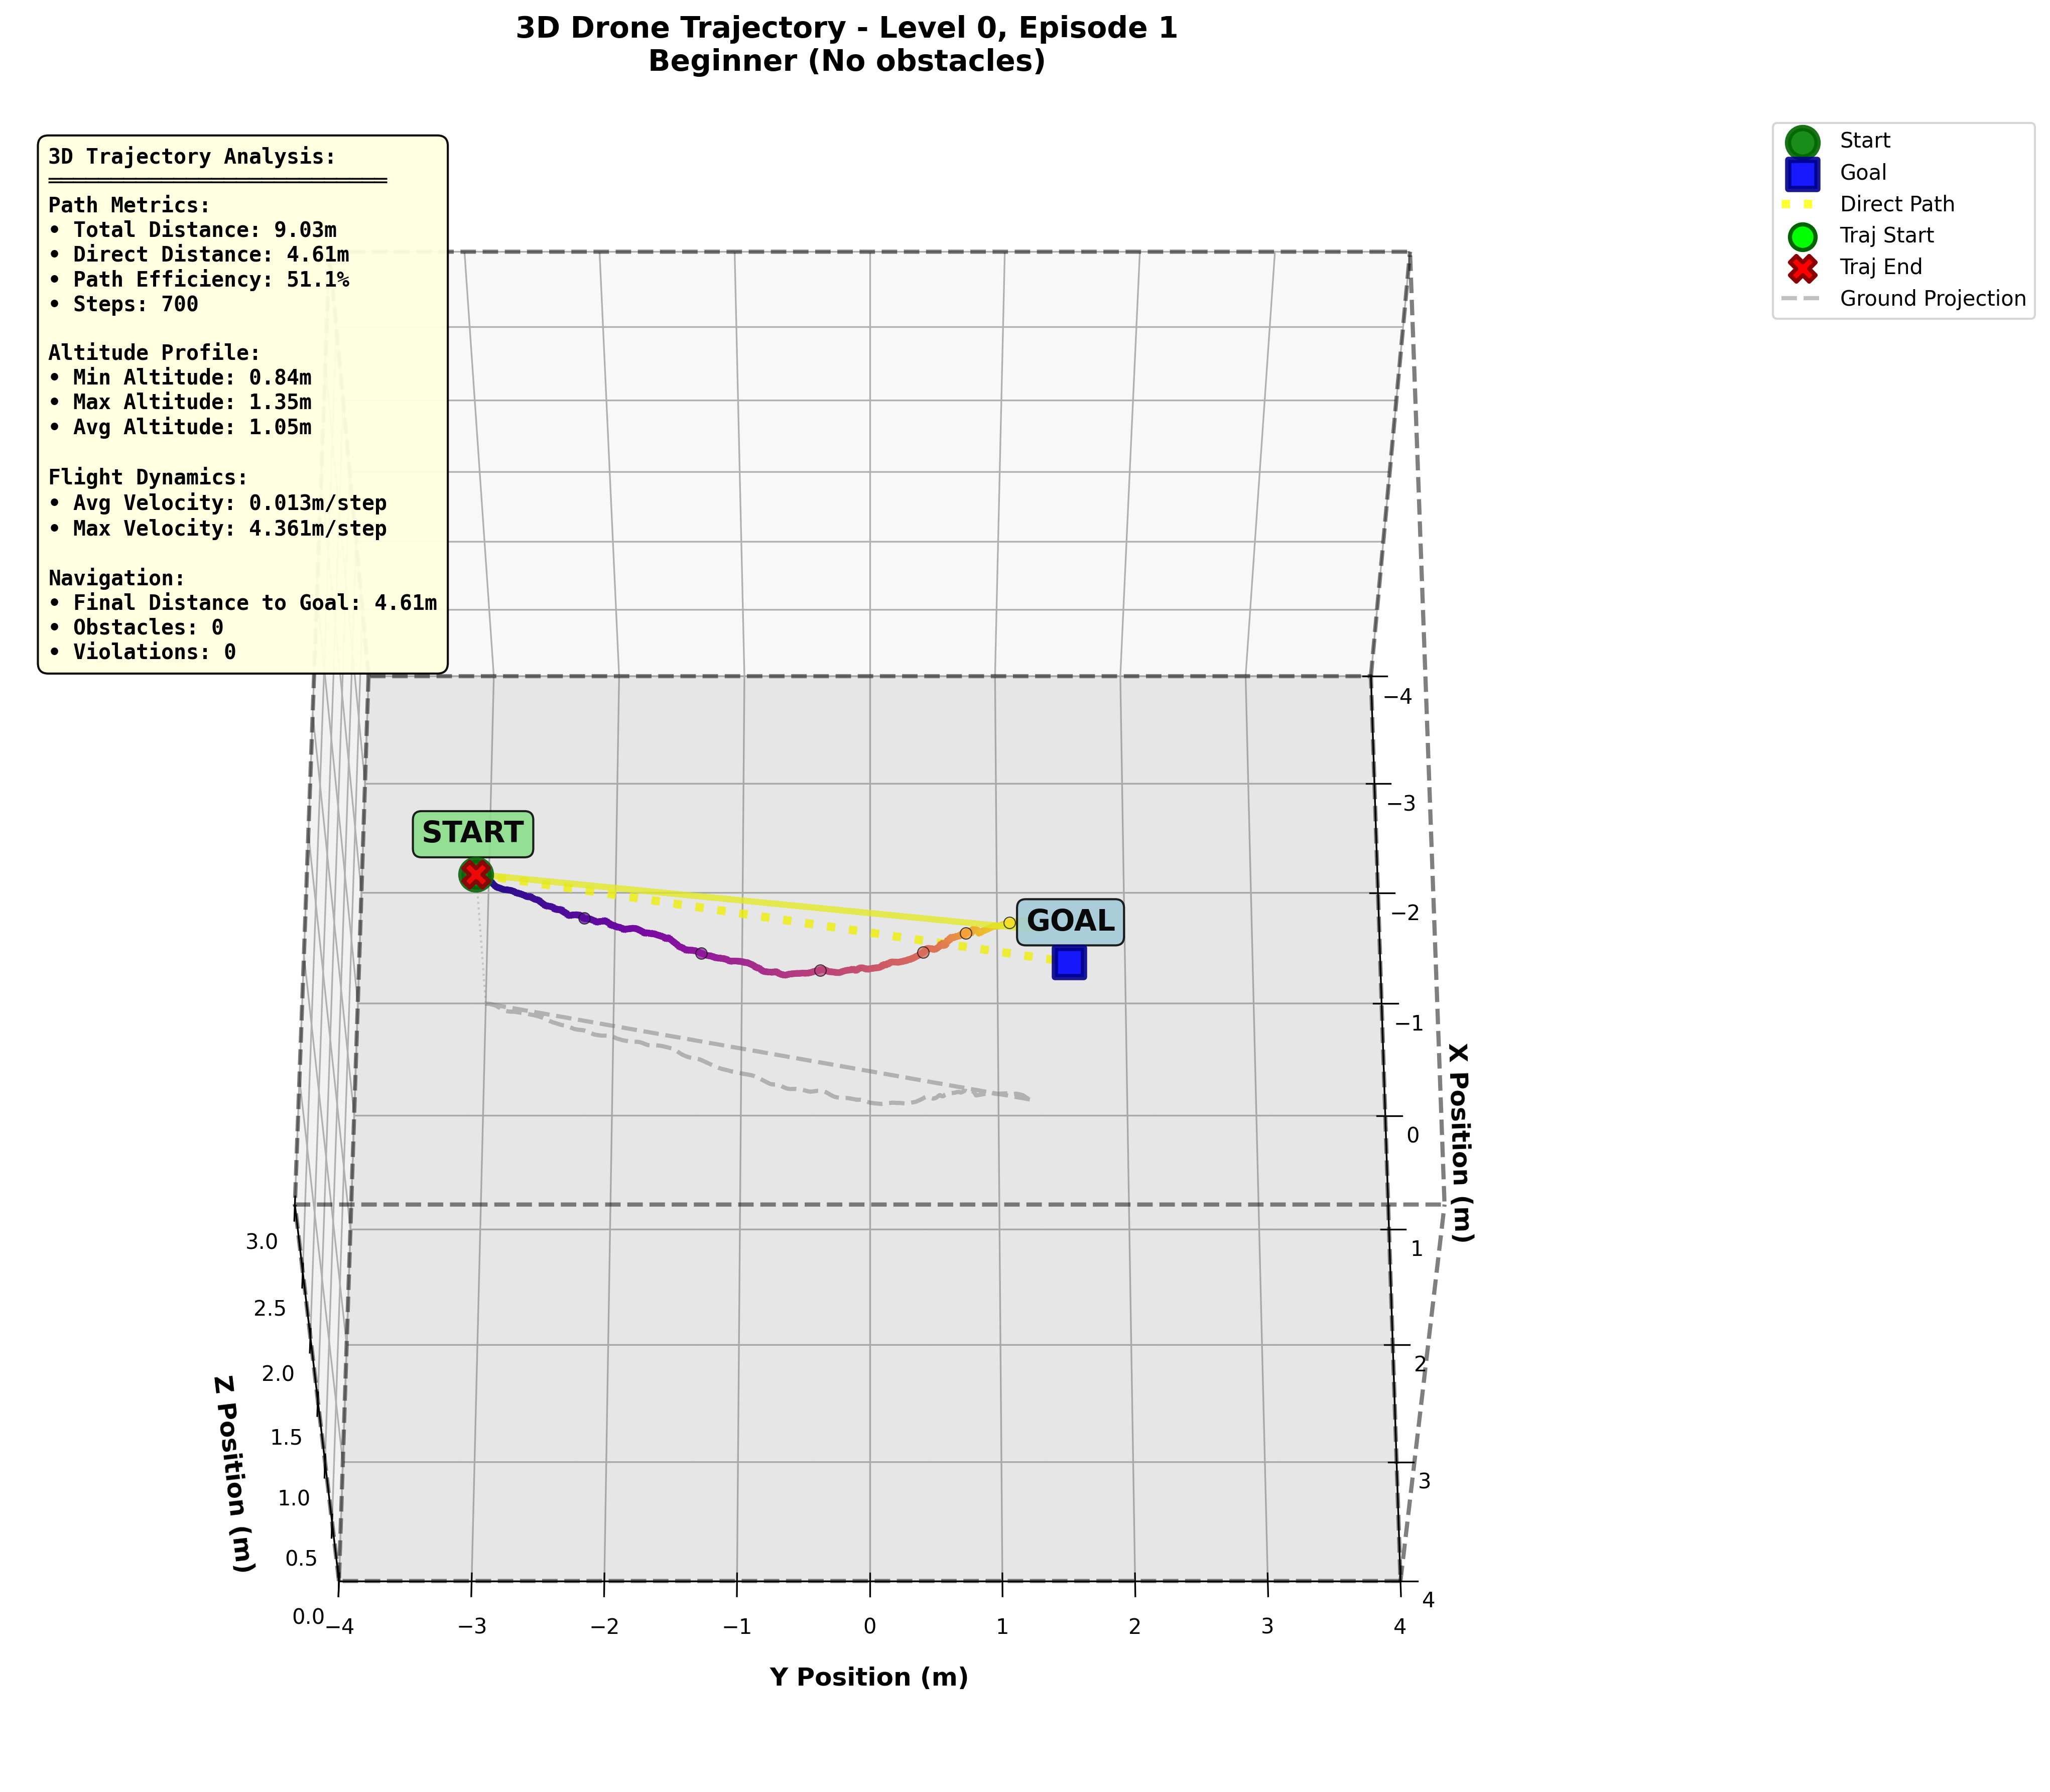 3D Drone Trajectory - Level 0, Episode 1
Beginner (No obstacles)
3D Trajectory Analysis:
Path Metrics:
• Total Distance: 9.03m
• Direct Distance: 4.61m
• Path Efficiency: 51.1%
• Steps: 700
Altitude Profile:
• Min Altitude: 0.84m
• Max Altitude: 1.35m
• Avg Altitude: 1.05m
Flight Dynamics:
• Avg Velocity: 0.013m/step
• Max Velocity: 4.361m/step
Navigation:
• Final Distance to Goal: 4.61m
• Obstacles: 0
• Violations: 0
Start
Goal
Direct Path
Traj Start
Traj End
Ground Projection
START
GOAL
−4
−3
−2
−1
0
1
2
3
4
X Position (m)
3.0
2.5
2.0
1.5
1.0
0.5
0.0
Z Position (m)
−4
−3
−2
−1
0
1
2
3
4
Y Position (m)